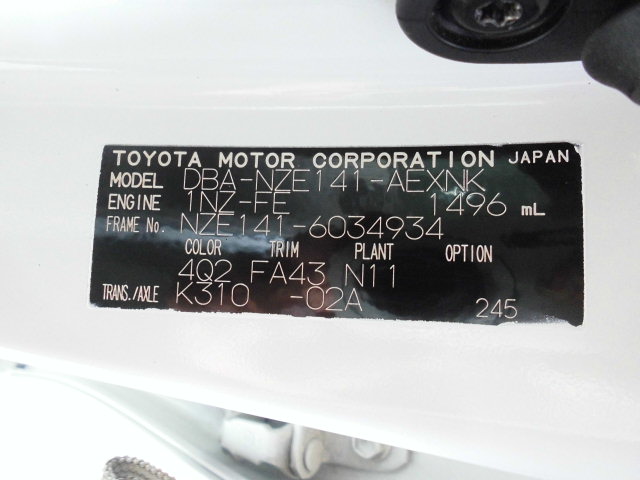 TOYOTA MOTOR CORPORATION JAPAN
MODEL DBA-NZE141-AEXNK
ENGINE 1NZ-FE 1496 mL
FRAME No. NZE141-6034934
COLOR TRIM PLANT OPTION
4Q2 FA43 N11
TRANS./AXLE K310 -02A
245